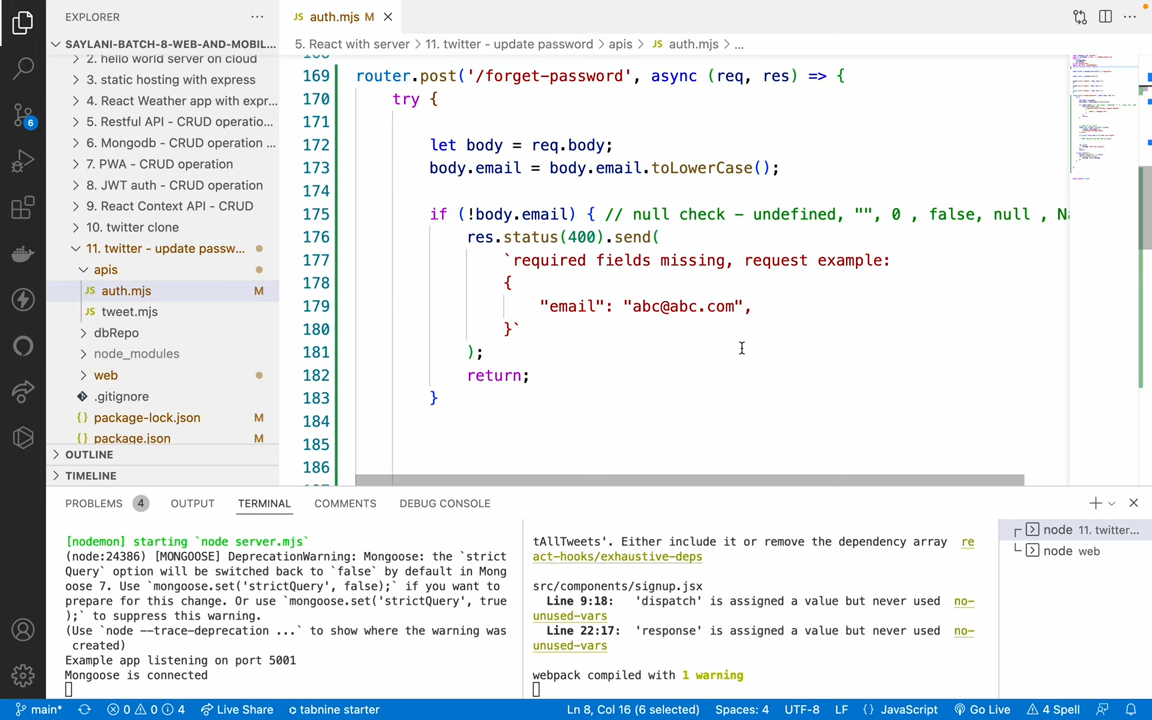 EXPLORER
SAYLANI-BATCH-8-WEB-AND-MOBIL...
2. hello world server on cloud
3. static hosting with express
4. React Weather app with expr...
5. Restful API - CRUD operatio...
6. Mongodb - CRUD operation ...
7. PWA - CRUD operation
8. JWT auth - CRUD operation
9. React Context API - CRUD
10. twitter clone
11. twitter - update passw...
apis
JS auth.mjs M
JS tweet.mjs
dbRepo
node_modules
web
.gitignore
{} package-lock.json M
{} package.json M
OUTLINE
TIMELINE
6
JS auth.mjs M
5. React with server > 11. twitter - update password > apis > JS auth.mjs > ...
169 router.post('/forget-password', async (req, res) => {
170 try {
171
172 let body = req.body;
173 body.email = body.email.toLowerCase();
174
175 if (!body.email) { // null check - undefined, "", 0 , false, null , Na
176 res.status(400).send(
177 `required fields missing, request example:
178 {
179 "email": "abc@abc.com",
180 }`
181 );
182 return;
183 }
184
185
186
PROBLEMS 4 OUTPUT TERMINAL COMMENTS DEBUG CONSOLE
[nodemon] starting `node server.mjs`
(node:24386) [MONGOOSE] DeprecationWarning: Mongoose: the `strict
Query` option will be switched back to `false` by default in Mong
oose 7. Use `mongoose.set('strictQuery', false);` if you want to
prepare for this change. Or use `mongoose.set('strictQuery', true
);` to suppress this warning.
(Use `node --trace-deprecation ...` to show where the warning was
created)
Example app listening on port 5001
Mongoose is connected
tAllTweets'. Either include it or remove the dependency array re
act-hooks/exhaustive-deps
src/components/signup.jsx
Line 9:18: 'dispatch' is assigned a value but never used no-
unused-vars
Line 22:17: 'response' is assigned a value but never used no-
unused-vars
webpack compiled with 1 warning
node 11. twitter...
node web
main* 0 0 4 Live Share tabnine starter Ln 8, Col 16 (6 selected) Spaces: 4 UTF-8 LF {} JavaScript Go Live 4 Spell